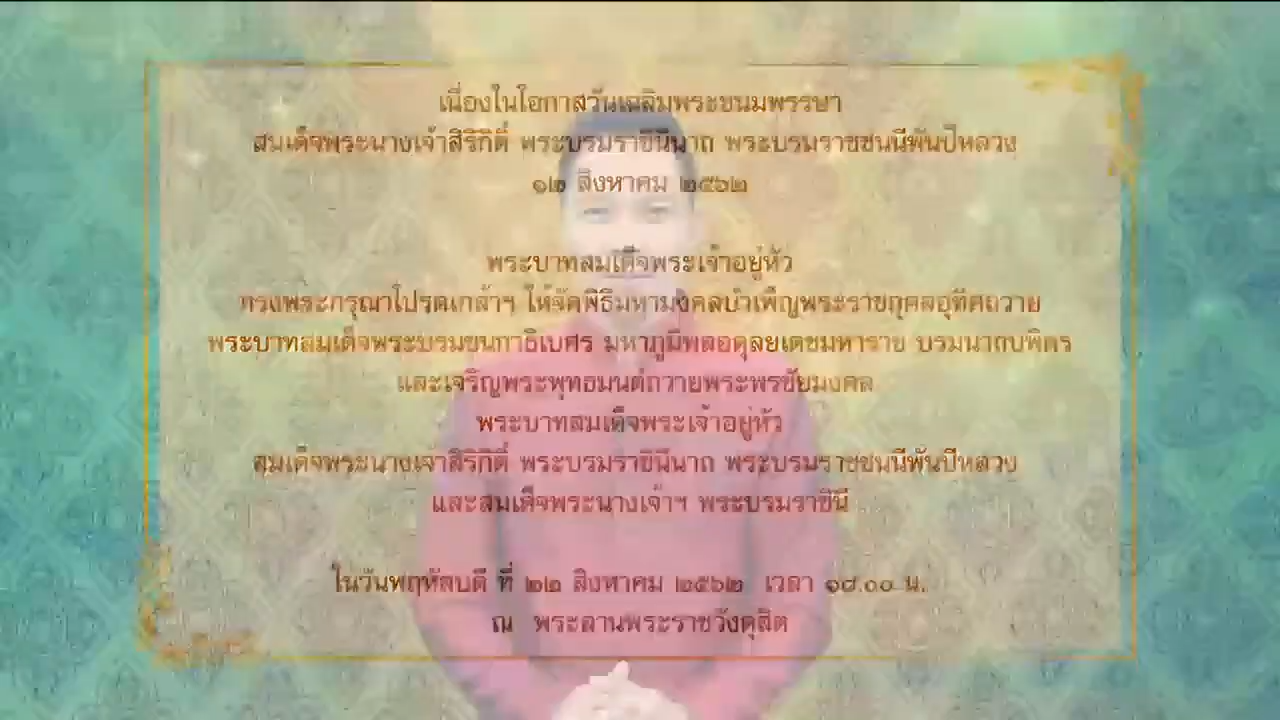 เนื่องในโอกาสวันเฉลิมพระชนมพรรษา
สมเด็จพระนางเจ้าสิริกิติ์ พระบรมราชินีนาถ พระบรมราชชนนีพันปีหลวง
๑๒ สิงหาคม ๒๕๖๒
พระบาทสมเด็จพระเจ้าอยู่หัว
ทรงพระกรุณาโปรดเกล้าฯ ให้จัดพิธีมหามงคลบำเพ็ญพระราชกุศลอุทิศถวาย
พระบาทสมเด็จพระบรมชนกาธิเบศร มหาภูมิพลอดุลยเดชมหาราช บรมนาถบพิตร
และเจริญพระพุทธมนต์ถวายพระพรชัยมงคล
พระบาทสมเด็จพระเจ้าอยู่หัว
สมเด็จพระนางเจ้าสิริกิติ์ พระบรมราชินีนาถ พระบรมราชชนนีพันปีหลวง
และสมเด็จพระนางเจ้าฯ พระบรมราชินี
ในวันพฤหัสบดี ที่ ๒๒ สิงหาคม ๒๕๖๒ เวลา ๑๘.๐๐ น.
ณ พระลานพระราชวังดุสิต